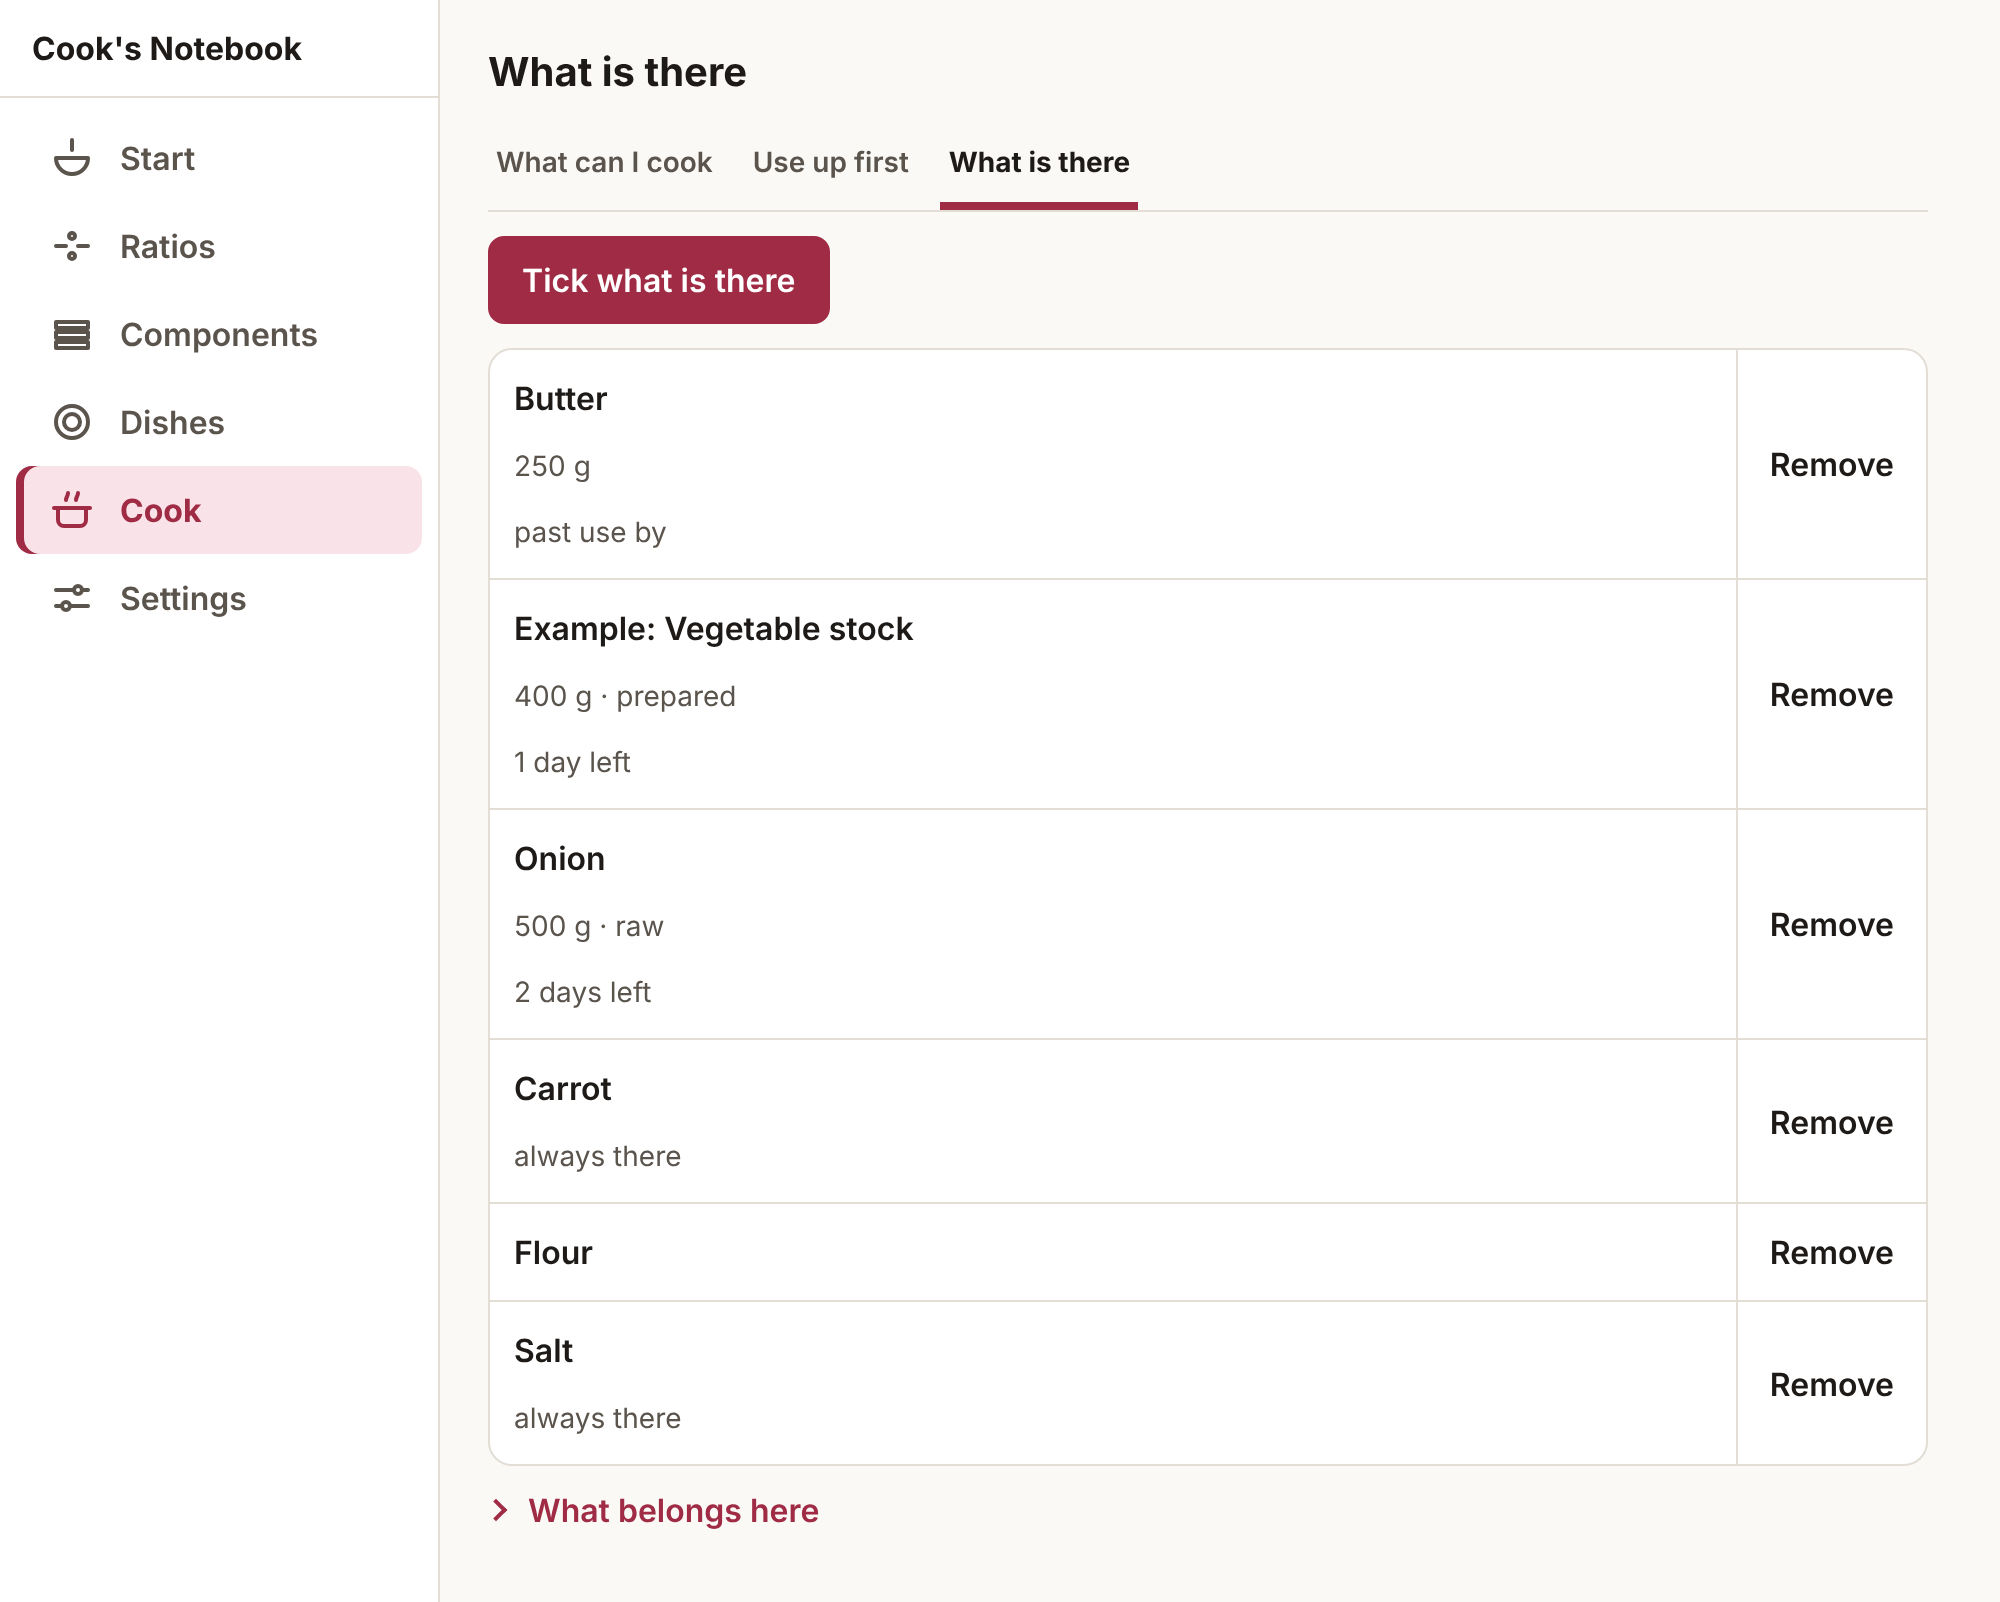 Cook's Notebook
Start
Ratios
Components
Dishes
Cook
Settings
What is there
What can I cook
Use up first
What is there
Tick what is there
Butter
250 g
past use by
Remove
Example: Vegetable stock
400 g · prepared
1 day left
Remove
Onion
500 g · raw
2 days left
Remove
Carrot
always there
Remove
Flour
Remove
Salt
always there
Remove
What belongs here